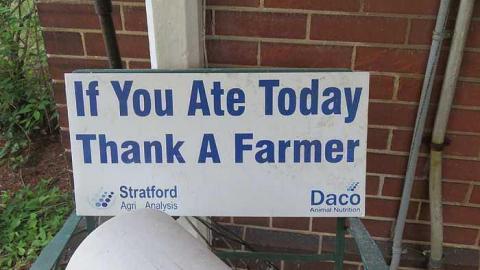 If You Ate Today
Thank A Farmer
Stratford
Agri Analysis
Daco
Animal Nutrition